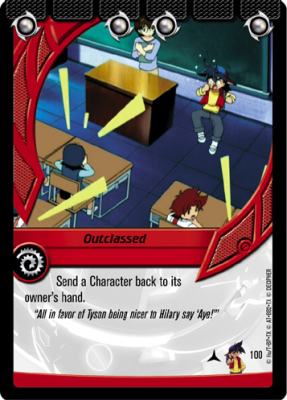 Outclassed
Send a Character back to its
owner's hand.
"All in favor of Tyson being nicer to Hilary say 'Aye!'"
100